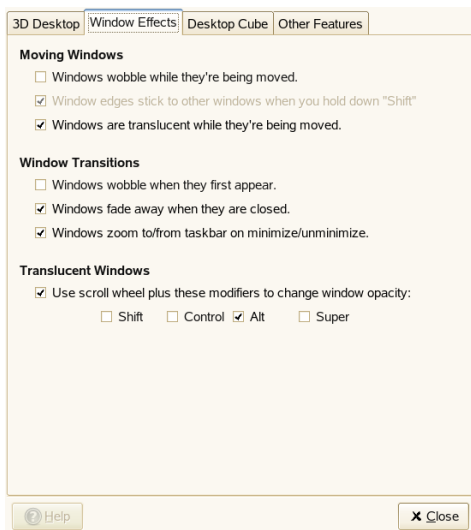 3D Desktop Window Effects Desktop Cube Other Features
Moving Windows
Windows wobble while they're being moved.
Window edges stick to other windows when you hold down "Shift"
Windows are translucent while they're being moved.
Window Transitions
Windows wobble when they first appear.
Windows fade away when they are closed.
Windows zoom to/from taskbar on minimize/unminimize.
Translucent Windows
Use scroll wheel plus these modifiers to change window opacity:
Shift Control Alt Super
Help Close